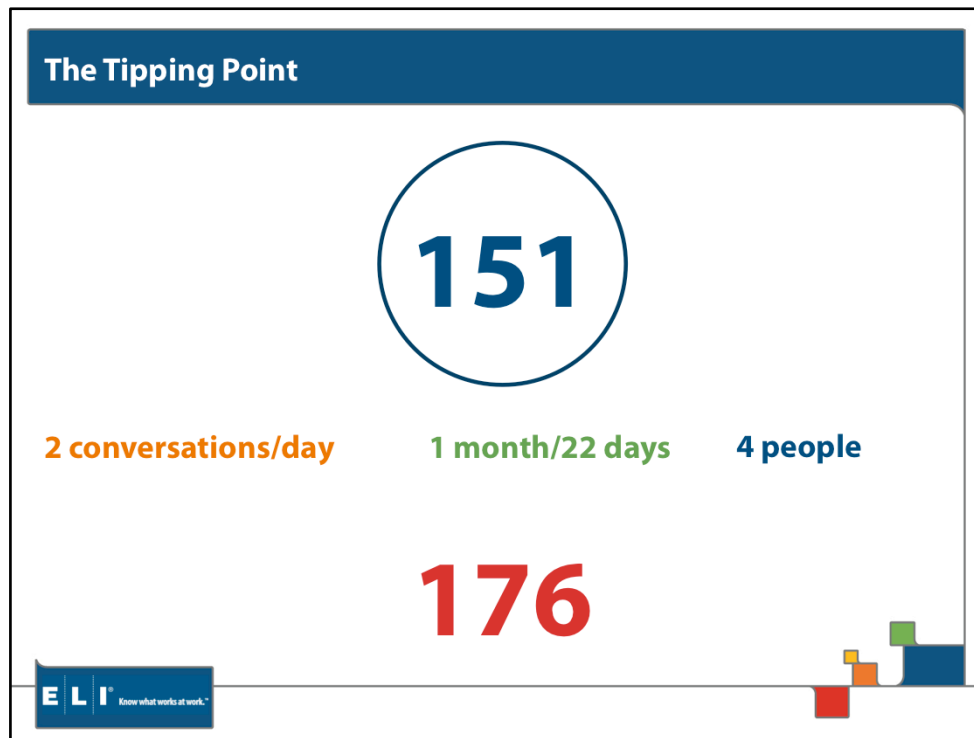 The Tipping Point
151
2 conversations/day 1 month/22 days 4 people
176
E L I® Know what works at work.™